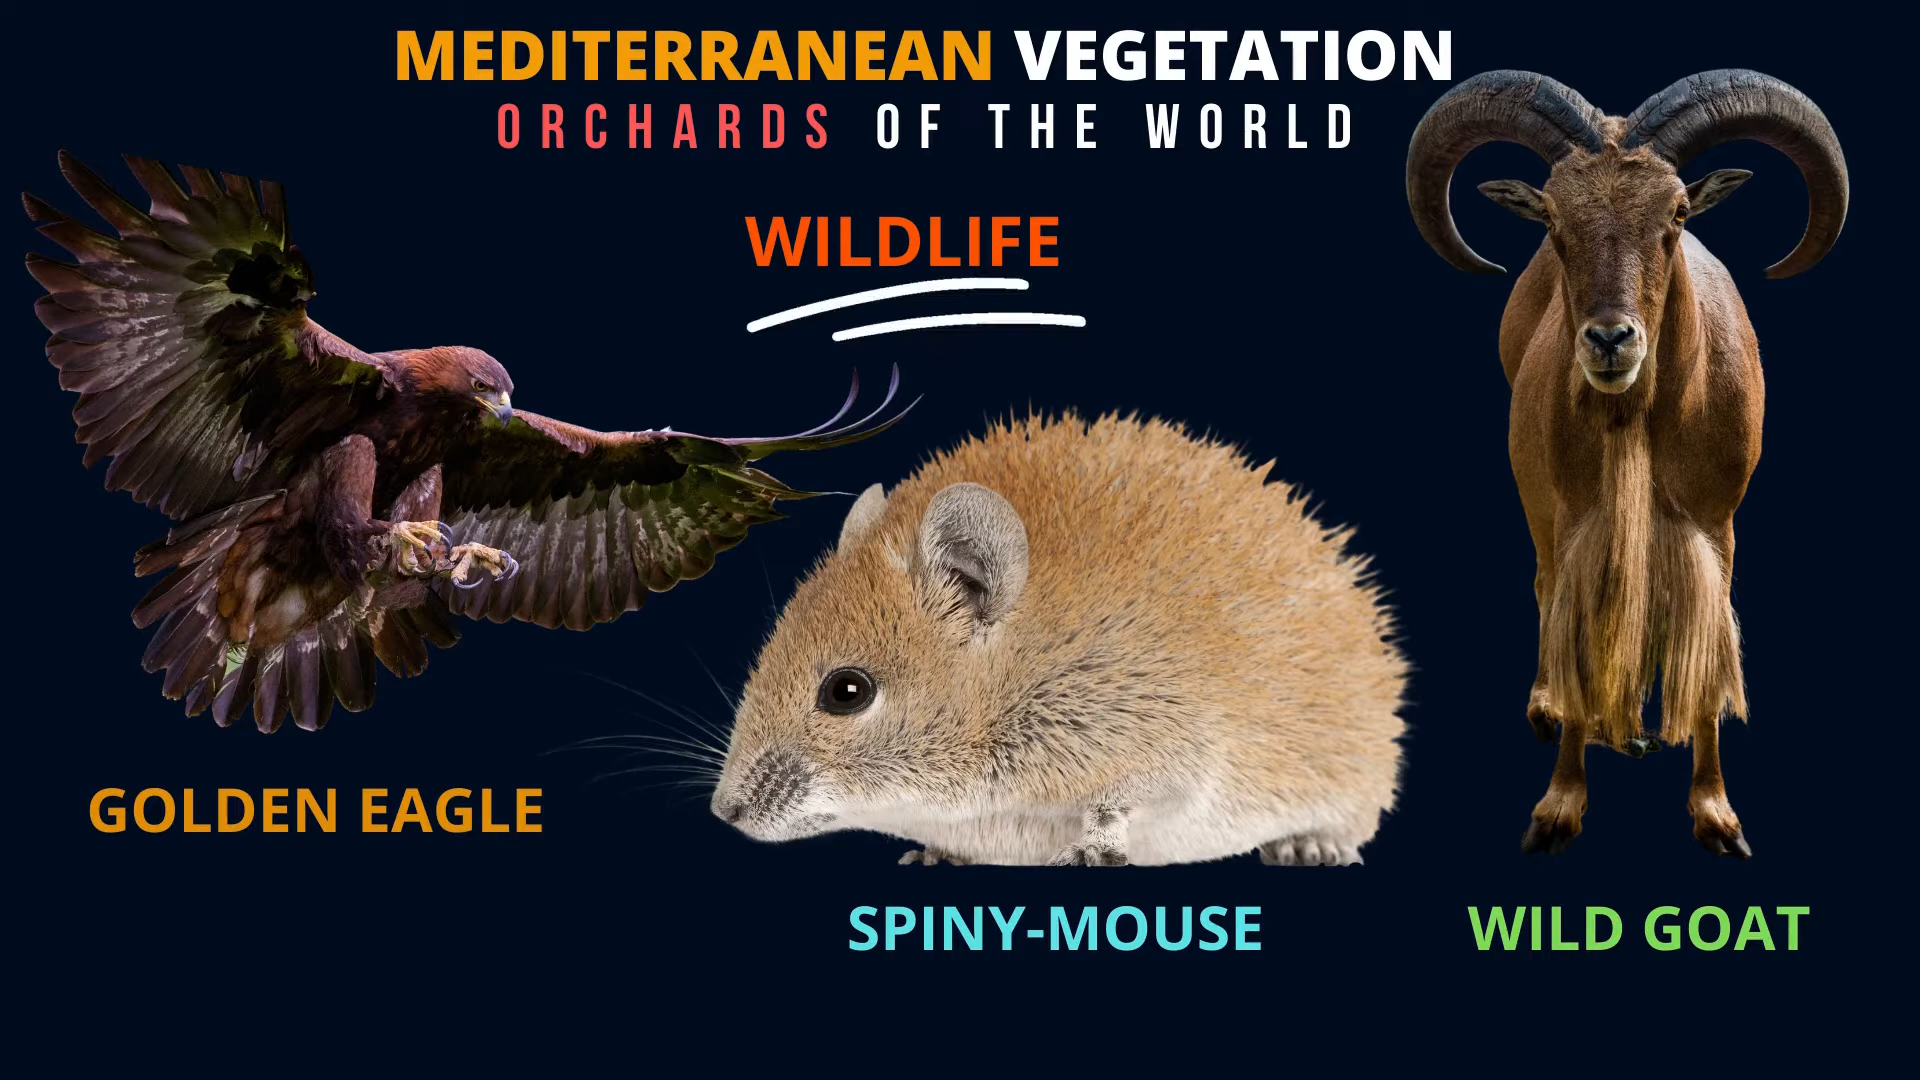 MEDITERRANEAN VEGETATION
ORCHARDS OF THE WORLD
WILDLIFE
GOLDEN EAGLE
SPINY-MOUSE
WILD GOAT